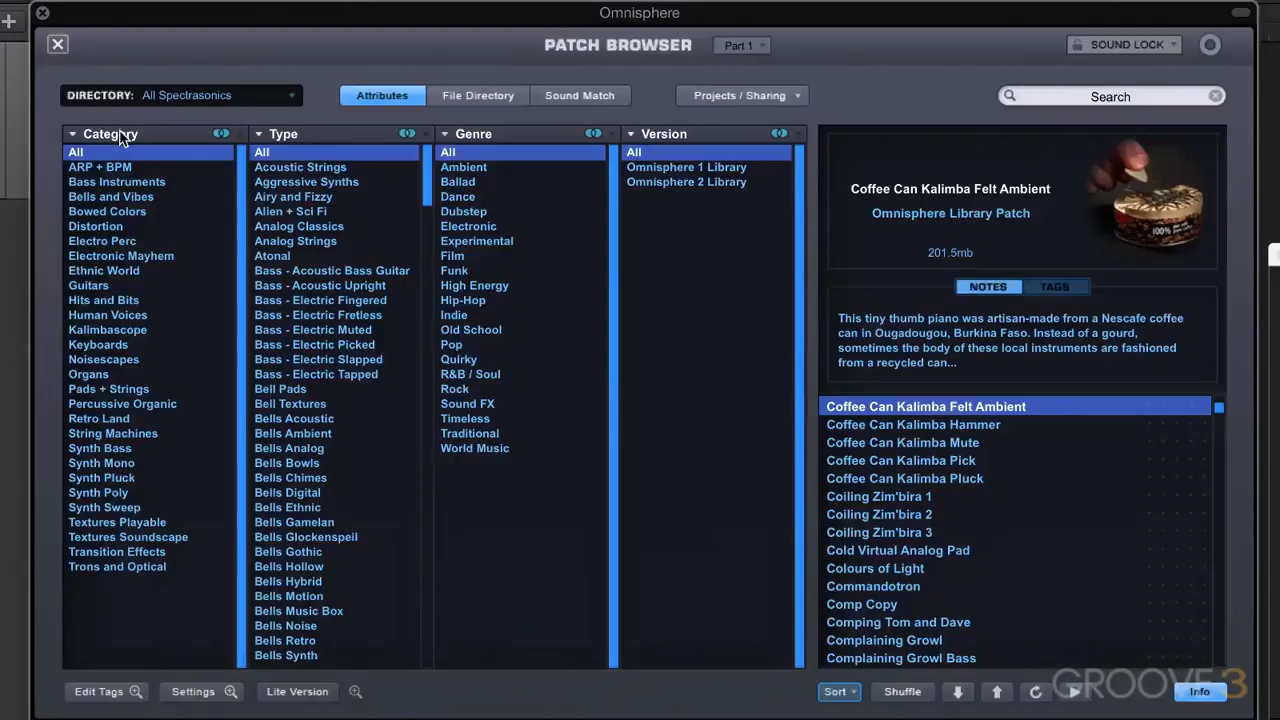 Omnisphere
PATCH BROWSER
Part 1
SOUND LOCK
DIRECTORY: All Spectrasonics
Attributes
File Directory
Sound Match
Projects / Sharing
Search
Category
All
ARP + BPM
Bass Instruments
Bells and Vibes
Bowed Colors
Distortion
Electro Perc
Electronic Mayhem
Ethnic World
Guitars
Hits and Bits
Human Voices
Kalimbascope
Keyboards
Noisescapes
Organs
Pads + Strings
Percussive Organic
Retro Land
String Machines
Synth Bass
Synth Mono
Synth Pluck
Synth Poly
Synth Sweep
Textures Playable
Textures Soundscape
Transition Effects
Trons and Optical
Type
All
Acoustic Strings
Aggressive Synths
Airy and Fizzy
Alien + Sci Fi
Analog Classics
Analog Strings
Atonal
Bass - Acoustic Bass Guitar
Bass - Acoustic Upright
Bass - Electric Fingered
Bass - Electric Fretless
Bass - Electric Muted
Bass - Electric Picked
Bass - Electric Slapped
Bass - Electric Tapped
Bell Pads
Bell Textures
Bells Acoustic
Bells Ambient
Bells Analog
Bells Bowls
Bells Chimes
Bells Digital
Bells Ethnic
Bells Gamelan
Bells Glockenspeil
Bells Gothic
Bells Hollow
Bells Hybrid
Bells Motion
Bells Music Box
Bells Noise
Bells Retro
Bells Synth
Genre
All
Ambient
Ballad
Dance
Dubstep
Electronic
Experimental
Film
Funk
High Energy
Hip-Hop
Indie
Old School
Pop
Quirky
R&B / Soul
Rock
Sound FX
Timeless
Traditional
World Music
Version
All
Omnisphere 1 Library
Omnisphere 2 Library
Coffee Can Kalimba Felt Ambient
Omnisphere Library Patch
201.5mb
100%
NOTES
TAGS
This tiny thumb piano was artisan-made from a Nescafe coffee
can in Ougadougou, Burkina Faso. Instead of a gourd,
sometimes the body of these local instruments are fashioned
from a recycled can...
Coffee Can Kalimba Felt Ambient
Coffee Can Kalimba Hammer
Coffee Can Kalimba Mute
Coffee Can Kalimba Pick
Coffee Can Kalimba Pluck
Coiling Zim'bira 1
Coiling Zim'bira 2
Coiling Zim'bira 3
Cold Virtual Analog Pad
Colours of Light
Commandotron
Comp Copy
Comping Tom and Dave
Complaining Growl
Complaining Growl Bass
Edit Tags
Settings
Lite Version
Sort
Shuffle
Info
GROOVE3